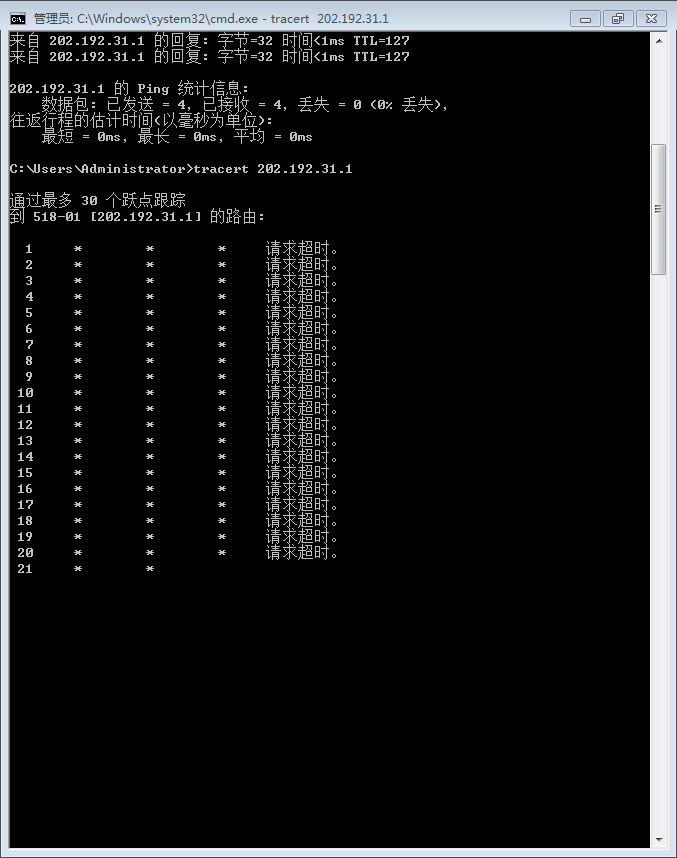 管理员: C:\Windows\system32\cmd.exe - tracert  202.192.31.1
来自 202.192.31.1 的回复: 字节=32 时间<1ms TTL=127
来自 202.192.31.1 的回复: 字节=32 时间<1ms TTL=127
202.192.31.1 的 Ping 统计信息:
    数据包: 已发送 = 4, 已接收 = 4, 丢失 = 0 (0% 丢失),
往返行程的估计时间(以毫秒为单位):
    最短 = 0ms, 最长 = 0ms, 平均 = 0ms
C:\Users\Administrator>tracert 202.192.31.1
通过最多 30 个跃点跟踪
到 518-01 [202.192.31.1] 的路由:
  1     *        *        *     请求超时。
  2     *        *        *     请求超时。
  3     *        *        *     请求超时。
  4     *        *        *     请求超时。
  5     *        *        *     请求超时。
  6     *        *        *     请求超时。
  7     *        *        *     请求超时。
  8     *        *        *     请求超时。
  9     *        *        *     请求超时。
 10     *        *        *     请求超时。
 11     *        *        *     请求超时。
 12     *        *        *     请求超时。
 13     *        *        *     请求超时。
 14     *        *        *     请求超时。
 15     *        *        *     请求超时。
 16     *        *        *     请求超时。
 17     *        *        *     请求超时。
 18     *        *        *     请求超时。
 19     *        *        *     请求超时。
 20     *        *        *     请求超时。
 21     *        *